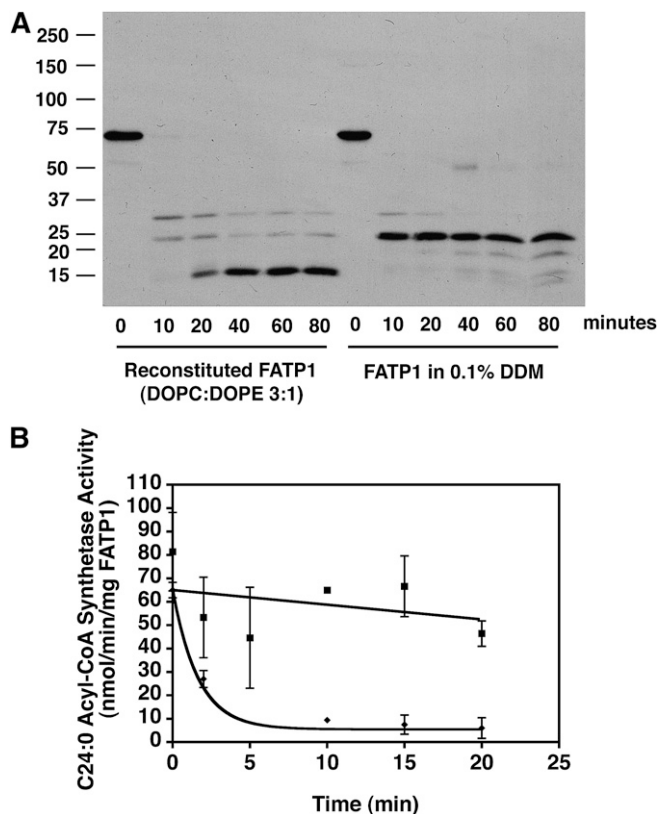 A
250
150
100
75
50
37
25
20
15
0 10 20 40 60 80 0 10 20 40 60 80 minutes
Reconstituted FATP1
(DOPC:DOPE 3:1)
FATP1 in 0.1% DDM
B
C24:0 Acyl-CoA Synthetase Activity
(nmol/min/mg FATP1)
110
100
90
80
70
60
50
40
30
20
10
0
0 5 10 15 20 25
Time (min)